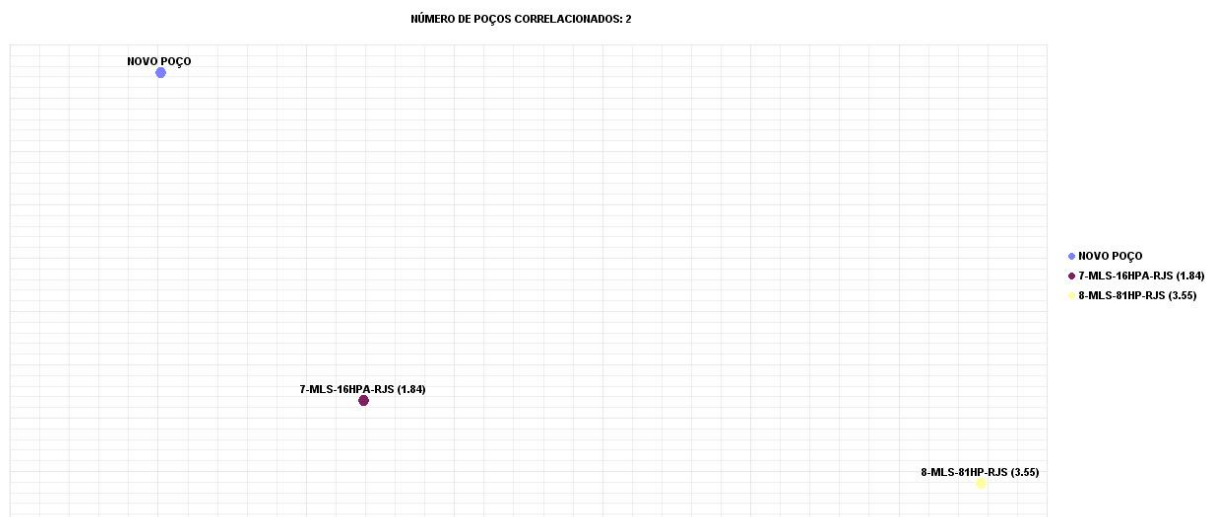 NÚMERO DE POÇOS CORRELACIONADOS: 2
NOVO POÇO
7-MLS-16HPA-RJS (1.84)
8-MLS-81HP-RJS (3.55)
NOVO POÇO
7-MLS-16HPA-RJS (1.84)
8-MLS-81HP-RJS (3.55)